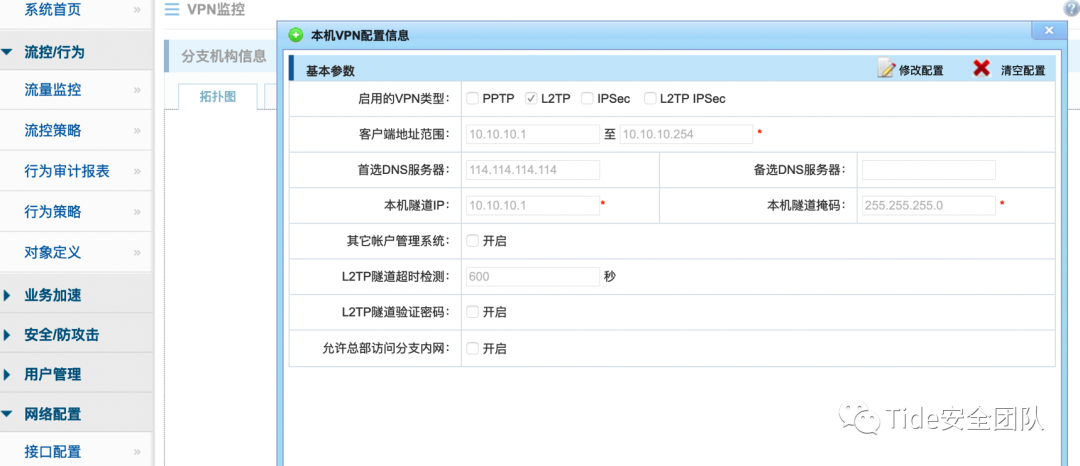 系统首页 »
流控/行为
流量监控 »
流控策略 »
行为审计报表 »
行为策略 »
对象定义 »
业务加速
安全/防攻击
用户管理
网络配置
接口配置 »
VPN监控
?
分支机构信息
拓扑图
本机VPN配置信息 ×
基本参数 修改配置 清空配置
启用的VPN类型： PPTP L2TP IPSec L2TP IPSec
客户端地址范围： 10.10.10.1 至 10.10.10.254 *
首选DNS服务器： 114.114.114.114 备选DNS服务器：
本机隧道IP： 10.10.10.1 * 本机隧道掩码： 255.255.255.0 *
其它帐户管理系统： 开启
L2TP隧道超时检测： 600 秒
L2TP隧道验证密码： 开启
允许总部访问分支内网： 开启
Tide安全团队